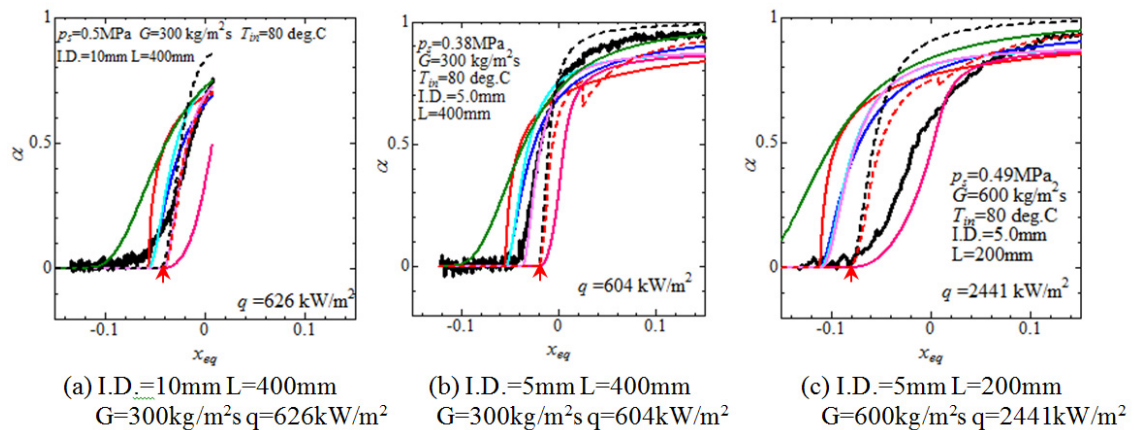 1
pₛ=0.5MPa G=300 kg/m²s Tᵢₙ=80 deg.C
I.D.=10mm L=400mm
α
0.5
0
q =626 kW/m²
-0.1
0
0.1
xₑq
1
pₛ=0.38MPa
G=300 kg/m²s
Tᵢₙ=80 deg.C
I.D.=5.0mm
L=400mm
α
0.5
0
q =604 kW/m²
-0.1
0
0.1
xₑq
1
α
0.5
pₛ=0.49MPa
G=600 kg/m²s
Tᵢₙ=80 deg.C
I.D.=5.0mm
L=200mm
0
q =2441 kW/m²
-0.1
0
0.1
xₑq
(a) I.D.=10mm L=400mm
G=300kg/m²s q=626kW/m²
(b) I.D.=5mm L=400mm
G=300kg/m²s q=604kW/m²
(c) I.D.=5mm L=200mm
G=600kg/m²s q=2441kW/m²